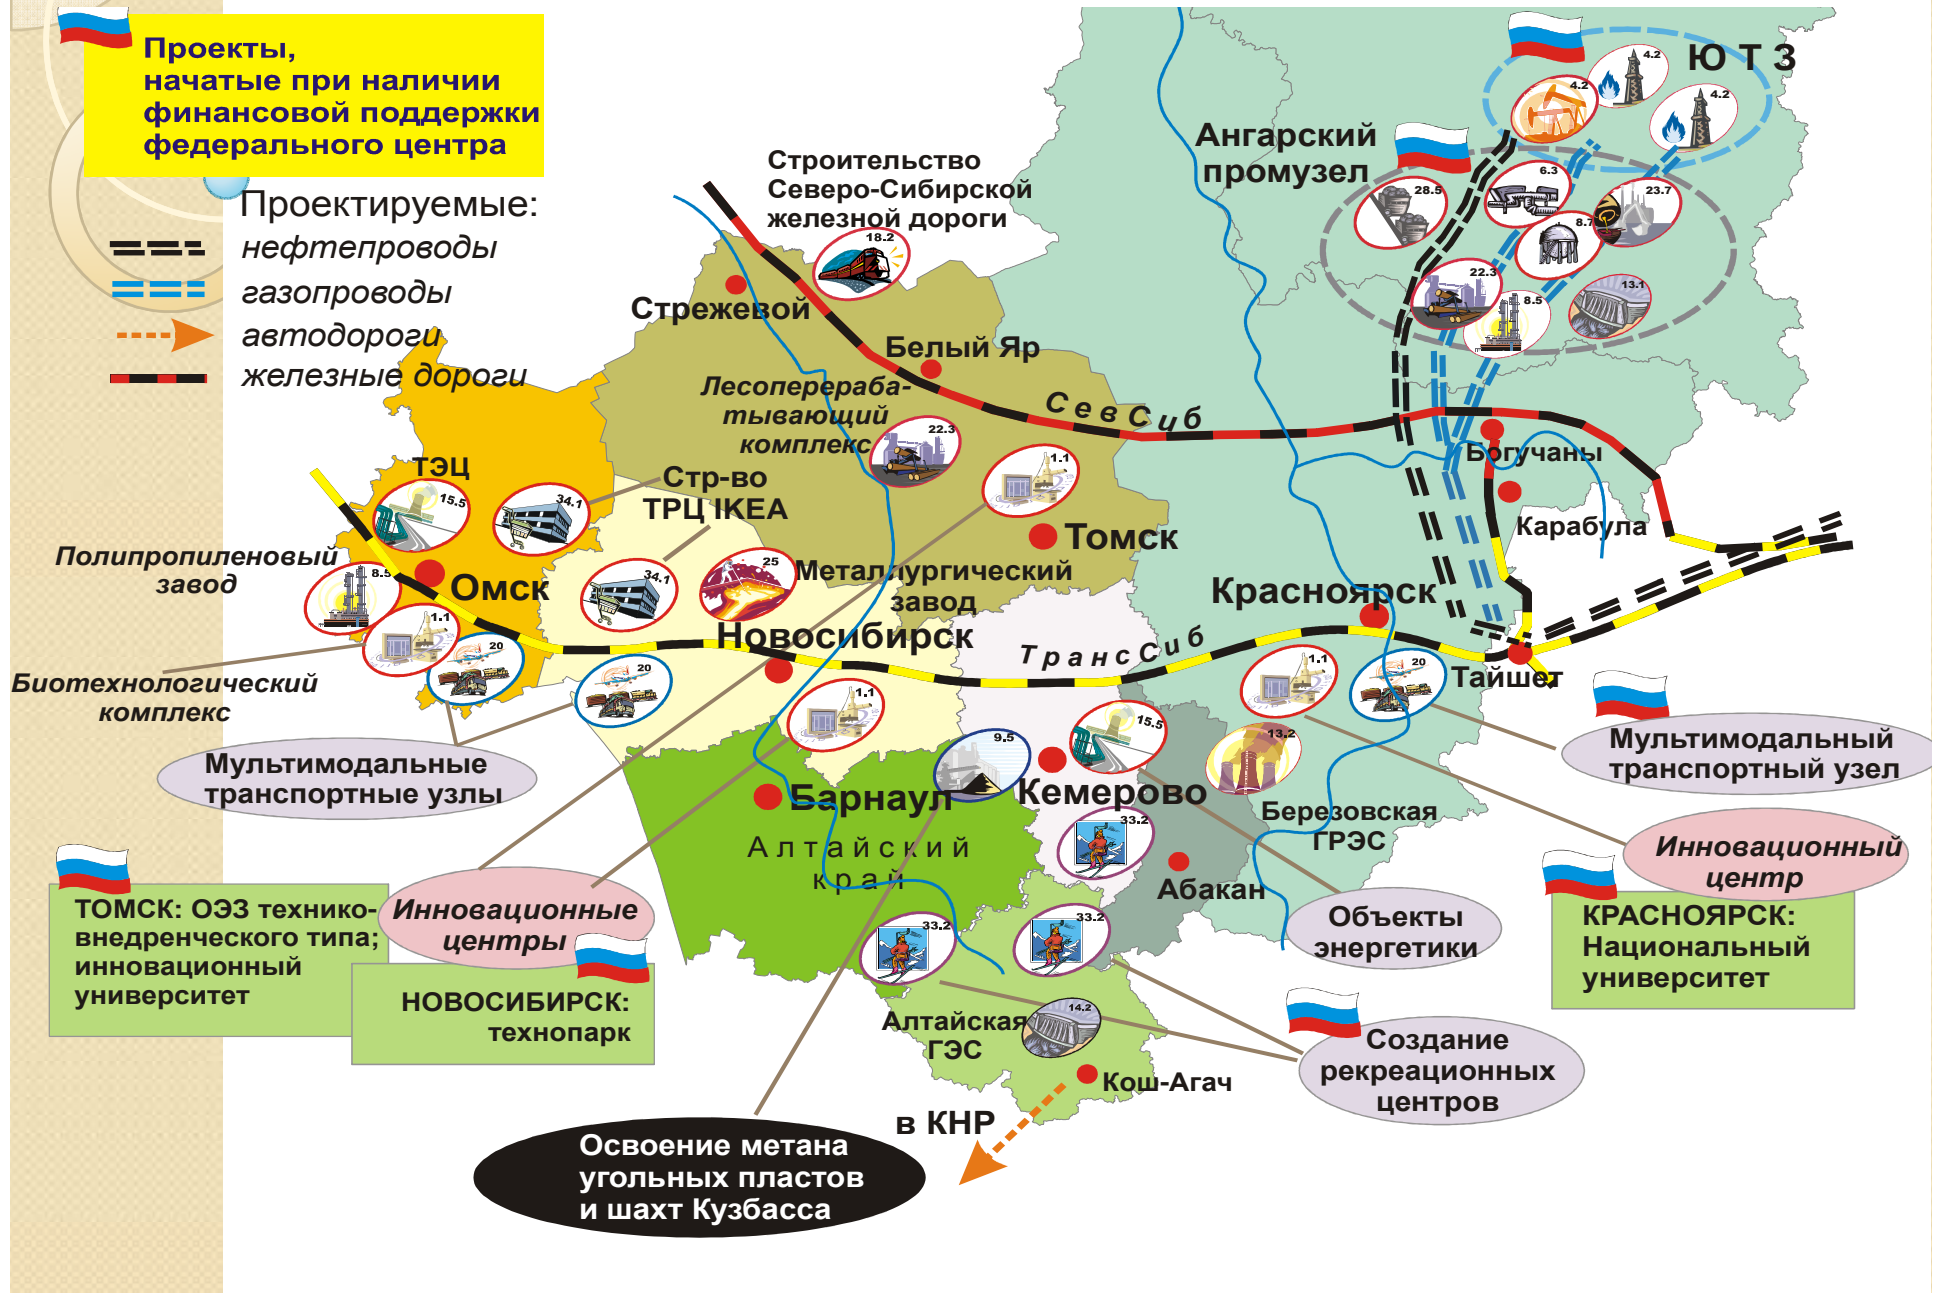 Проекты,
начатые при наличии
финансовой поддержки
федерального центра
Проектируемые:
нефтепроводы
газопроводы
автодороги
железные дороги
Ю Т З
4.2
4.2
4.2
Ангарский
промузел
28.5
6.3
23.7
8.7
22.3
8.5
13.1
Строительство
Северо-Сибирской
железной дороги
18.2
Стрежевой
Белый Яр
Лесоперераба-
тывающий
комплекс
22.3
СевСиб
Богучаны
Карабула
ТЭЦ
15.5
34.1
Стр-во
ТРЦ IKEA
1.1
Томск
Полипропиленовый
завод
8.5
Омск
34.1
25
Металлургический
завод
Красноярск
1.1
20
Новосибирск
ТрансСиб
Тайшет
Биотехнологический
комплекс
20
1.1
1.1
20
15.5
13.2
9.5
Мультимодальные
транспортные узлы
Мультимодальный
транспортный узел
Барнаул
Кемерово
Березовская
ГРЭС
Алтайский
край
33.2
Абакан
Инновационный
центр
ТОМСК: ОЭЗ технико-
внедренческого типа;
инновационный
университет
Инновационные
центры
НОВОСИБИРСК:
технопарк
33.2
33.2
Объекты
энергетики
КРАСНОЯРСК:
Национальный
университет
Алтайская
ГЭС
14.2
Кош-Агач
Создание
рекреационных
центров
в КНР
Освоение метана
угольных пластов
и шахт Кузбасса